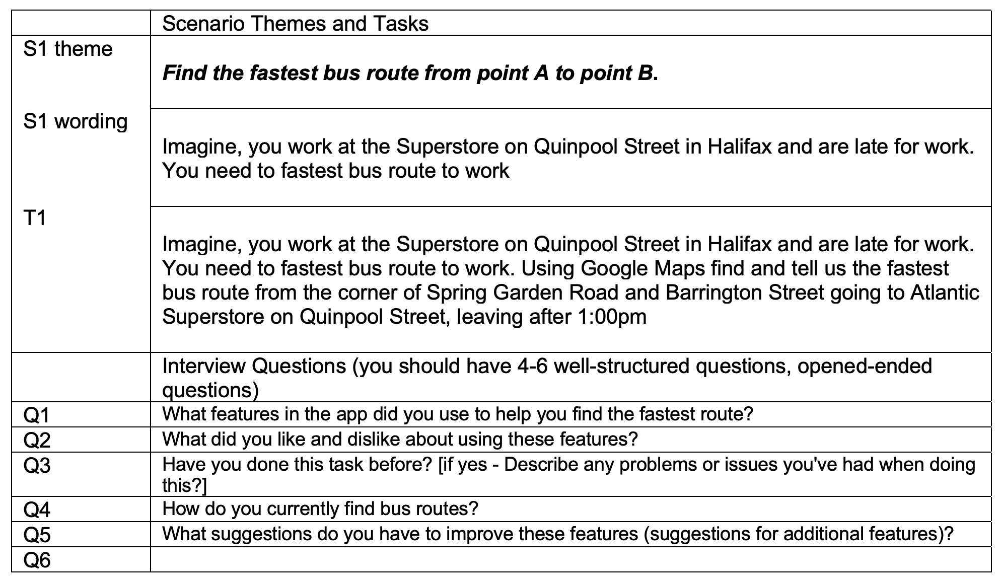 Scenario Themes and Tasks
S1 theme
Find the fastest bus route from point A to point B.
S1 wording
Imagine, you work at the Superstore on Quinpool Street in Halifax and are late for work.
You need to fastest bus route to work
T1
Imagine, you work at the Superstore on Quinpool Street in Halifax and are late for work.
You need to fastest bus route to work. Using Google Maps find and tell us the fastest
bus route from the corner of Spring Garden Road and Barrington Street going to Atlantic
Superstore on Quinpool Street, leaving after 1:00pm
Interview Questions (you should have 4-6 well-structured questions, opened-ended
questions)
Q1 What features in the app did you use to help you find the fastest route?
Q2 What did you like and dislike about using these features?
Q3 Have you done this task before? [if yes - Describe any problems or issues you've had when doing
this?]
Q4 How do you currently find bus routes?
Q5 What suggestions do you have to improve these features (suggestions for additional features)?
Q6